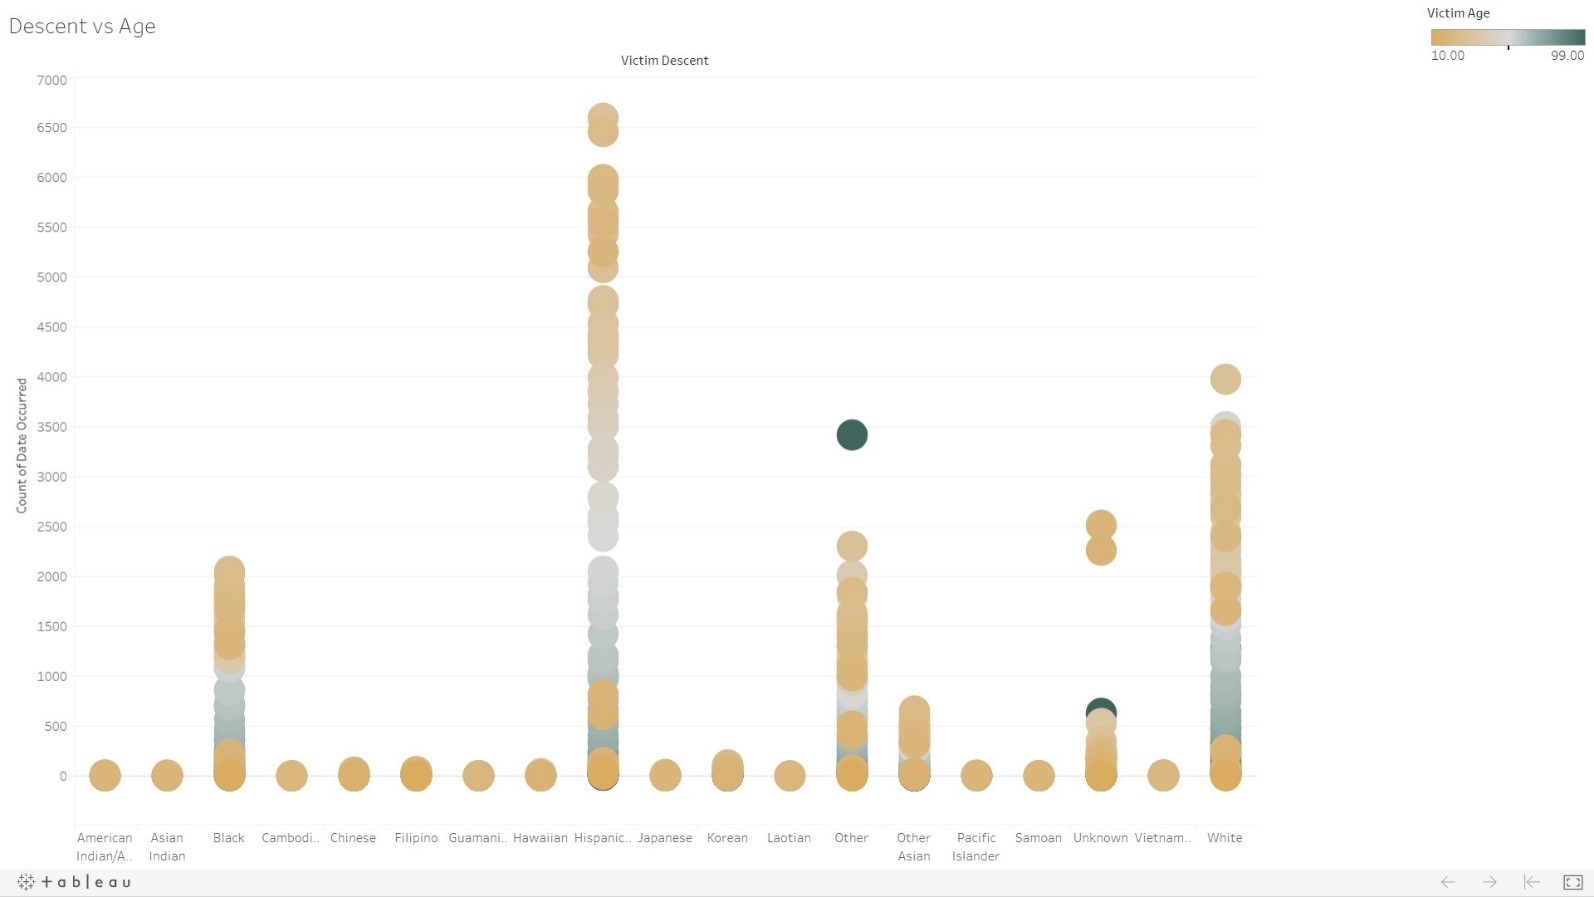 Descent vs Age
Victim Age
10.00 99.00
Victim Descent
7000
6500
6000
5500
5000
4500
4000
3500
3000
2500
2000
1500
1000
500
0
Count of Date Occurred
American Indian/A..
Asian Indian
Black
Cambodi..
Chinese
Filipino
Guamani..
Hawaiian
Hispanic..
Japanese
Korean
Laotian
Other
Other Asian
Pacific Islander
Samoan
Unknown
Vietnam..
White
+ableau